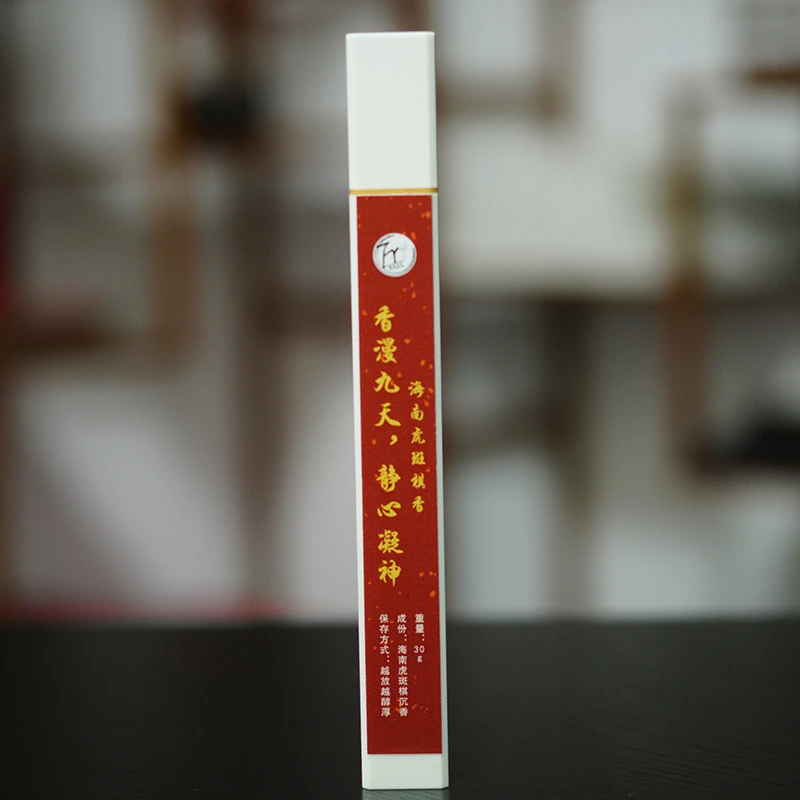 海南虎斑棋香
香漫九天，静心凝神
重量：30g
成份：海南虎斑棋沉香
保存方式：越放越醇厚